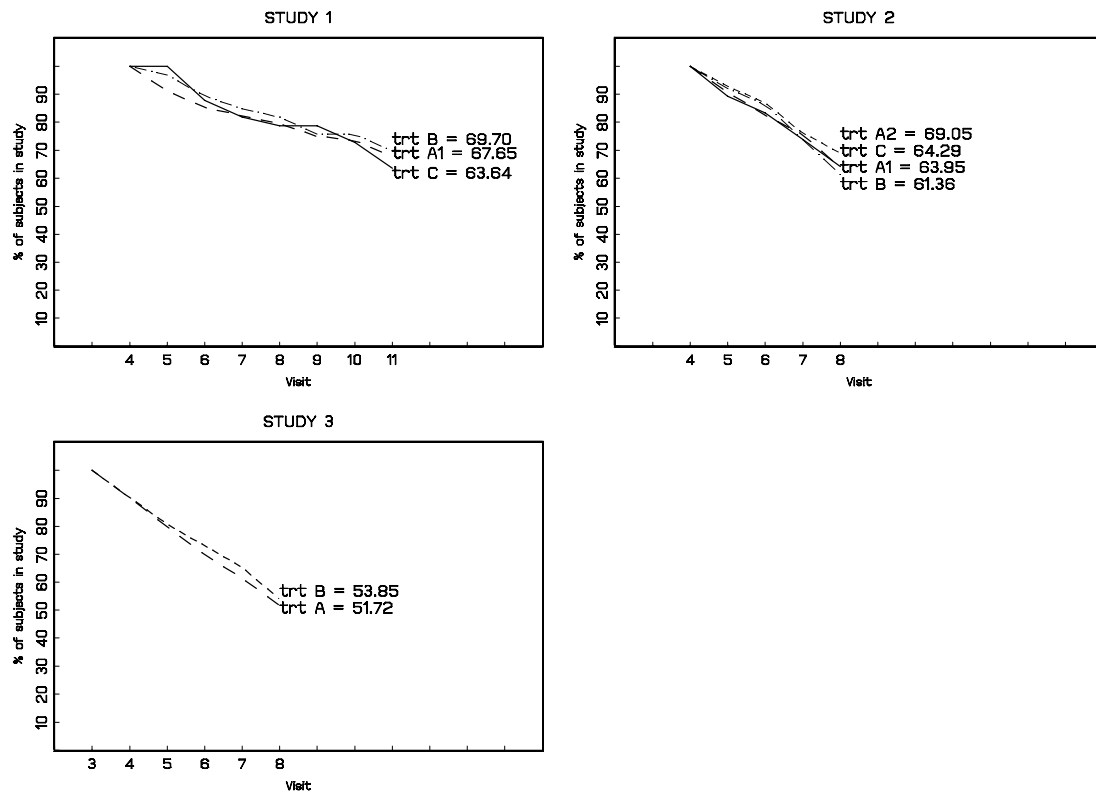 STUDY 1
% of subjects in study
90
80
70
60
50
40
30
20
10
trt B = 69.70
trt A1 = 67.65
trt C = 63.64
4 5 6 7 8 9 10 11
Visit
STUDY 2
% of subjects in study
90
80
70
60
50
40
30
20
10
trt A2 = 69.05
trt C = 64.29
trt A1 = 63.95
trt B = 61.36
4 5 6 7 8
Visit
STUDY 3
% of subjects in study
90
80
70
60
50
40
30
20
10
trt B = 53.85
trt A = 51.72
3 4 5 6 7 8
Visit